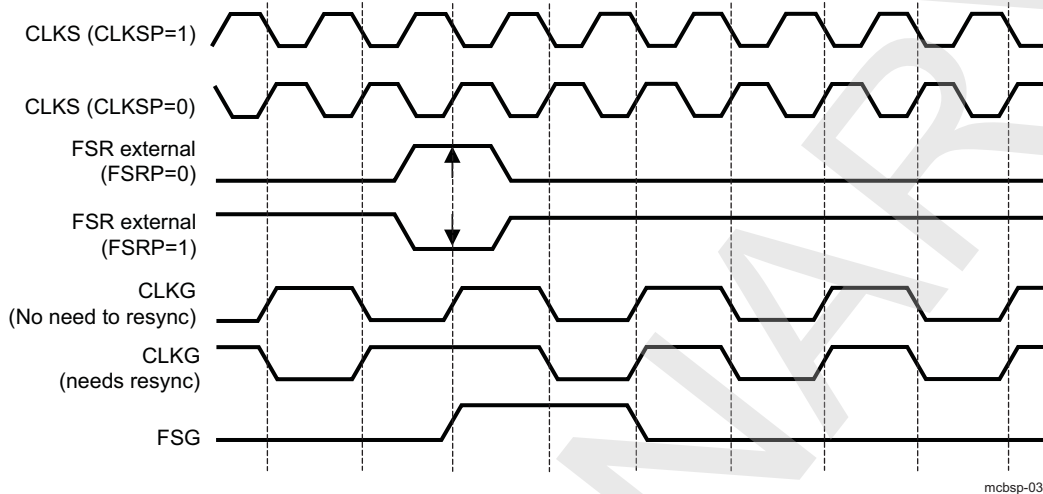 CLKS (CLKSP=1)
CLKS (CLKSP=0)
FSR external
(FSRP=0)
FSR external
(FSRP=1)
CLKG
(No need to resync)
CLKG
(needs resync)
FSG
mcbsp-03